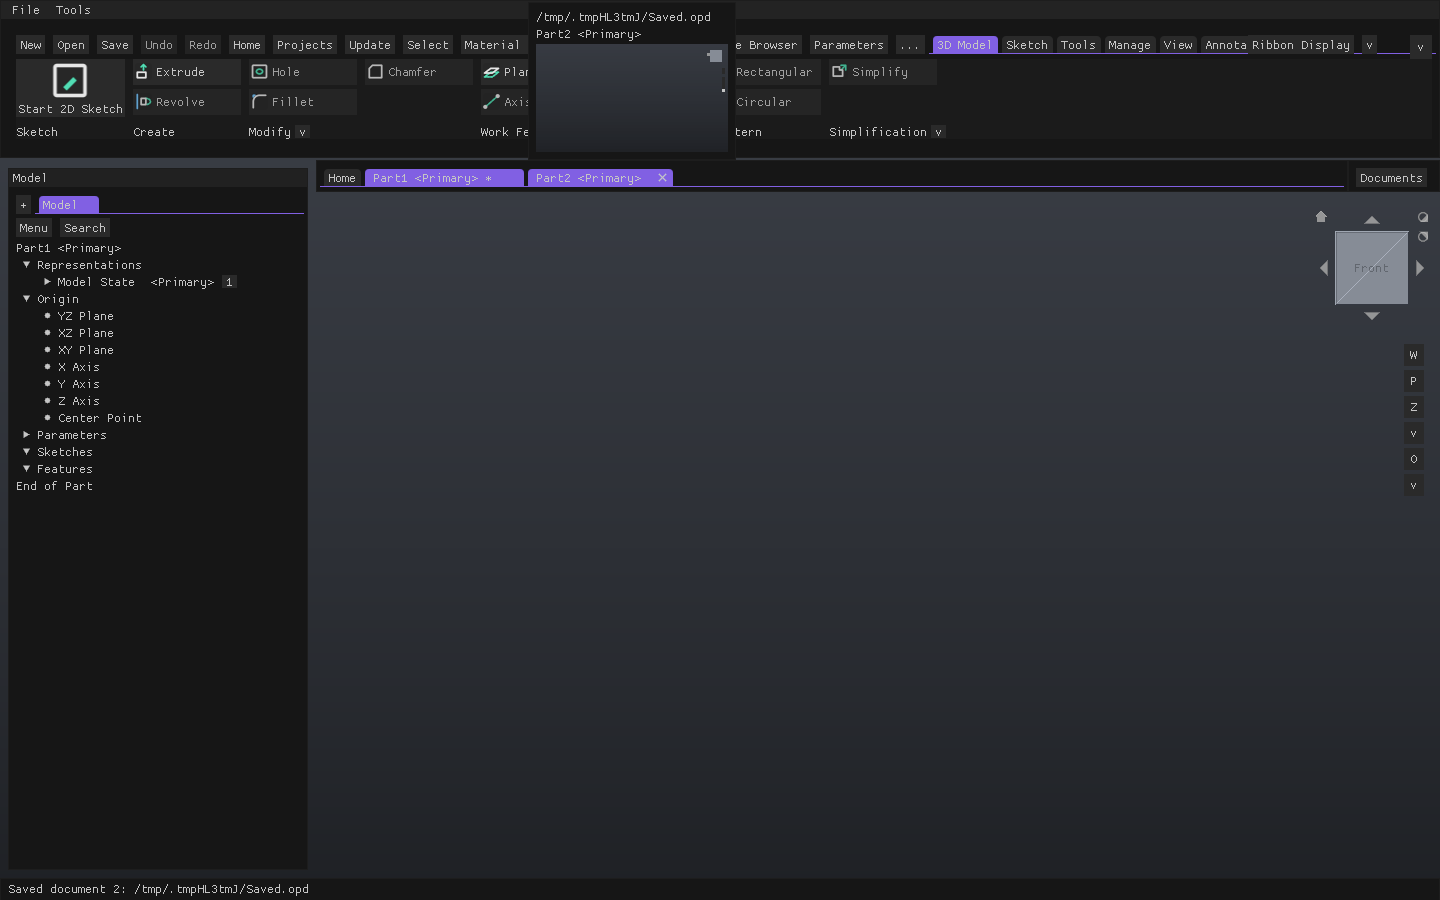 File Tools
/tmp/.tmpHL3tmJ/Saved.opd
Part2 <Primary>
New Open Save Undo Redo Home Projects Update Select Material e Browser Parameters ... 3D Model Sketch Tools Manage View Annota Ribbon Display v v
Start 2D Sketch
Extrude Hole Chamfer Plan Rectangular Simplify
Revolve Fillet Axis Circular
Sketch Create Modify v Work Fe tern Simplification v
Model
Home Part1 <Primary> * Part2 <Primary> Documents
+ Model
Menu Search
Part1 <Primary>
Representations
Model State <Primary> 1
Origin
YZ Plane
XZ Plane
XY Plane
X Axis
Y Axis
Z Axis
Center Point
Parameters
Sketches
Features
End of Part
Front
W
P
Z
v
O
v
Saved document 2: /tmp/.tmpHL3tmJ/Saved.opd